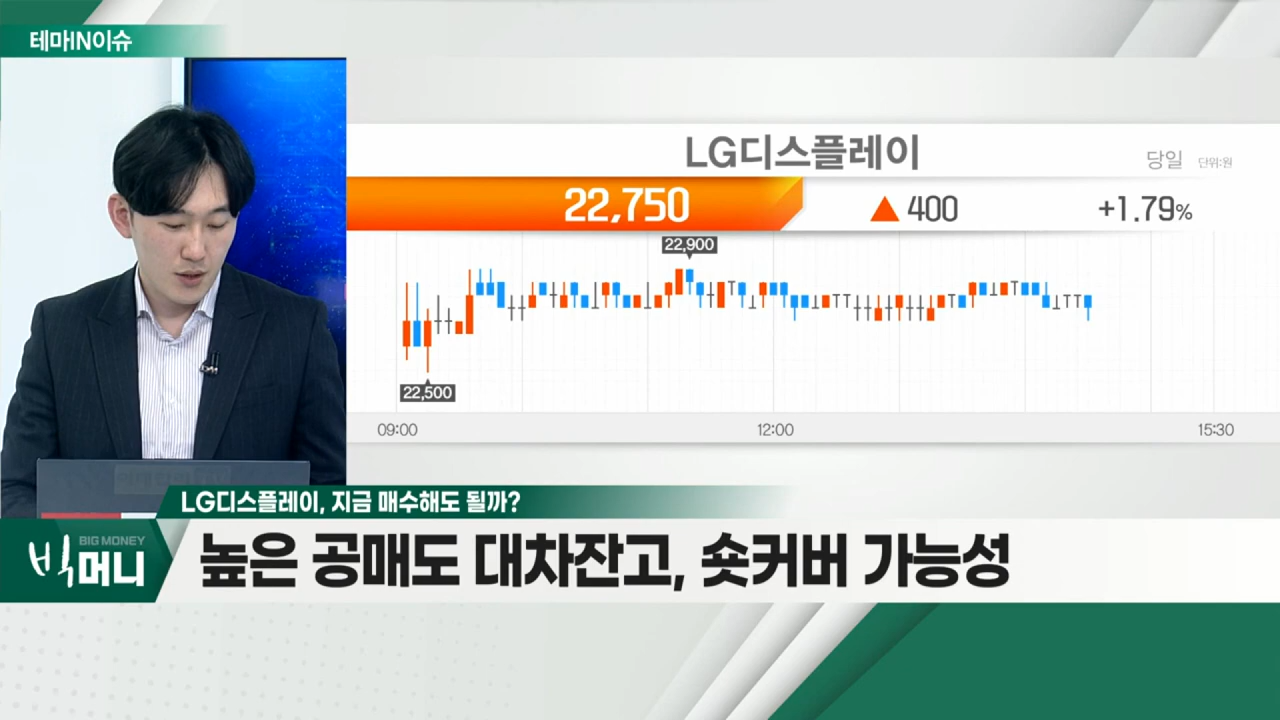 테마IN이슈
LG디스플레이
당일 단위:원
22,750 ▲ 400 +1.79%
22,900
22,500
09:00 12:00 15:30
LG디스플레이, 지금 매수해도 될까?
BIG MONEY
빅머니
높은 공매도 대차잔고, 숏커버 가능성